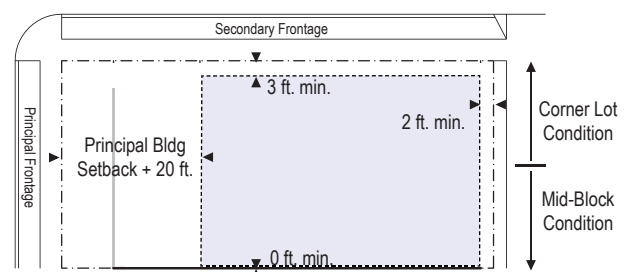 Secondary Frontage
Principal Frontage
3 ft. min.
2 ft. min.
Principal Bldg
Setback + 20 ft.
0 ft. min.
Corner Lot
Condition
Mid-Block
Condition